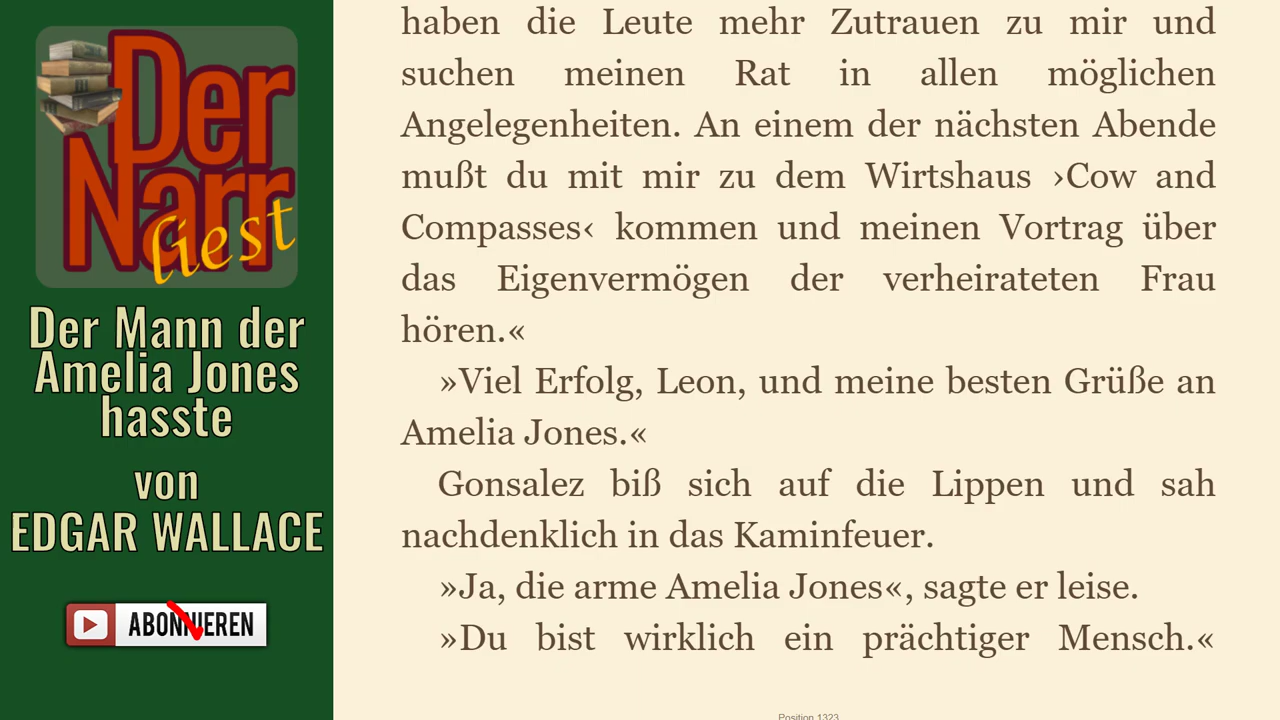 Der
Narr
liest
Der Mann der
Amelia Jones
hasste
von
EDGAR WALLACE
ABONNIEREN
haben die Leute mehr Zutrauen zu mir und
suchen meinen Rat in allen möglichen
Angelegenheiten. An einem der nächsten Abende
mußt du mit mir zu dem Wirtshaus ›Cow and
Compasses‹ kommen und meinen Vortrag über
das Eigenvermögen der verheirateten Frau
hören.«
»Viel Erfolg, Leon, und meine besten Grüße an
Amelia Jones.«
Gonsalez biß sich auf die Lippen und sah
nachdenklich in das Kaminfeuer.
»Ja, die arme Amelia Jones«, sagte er leise.
»Du bist wirklich ein prächtiger Mensch.«
Position 1323